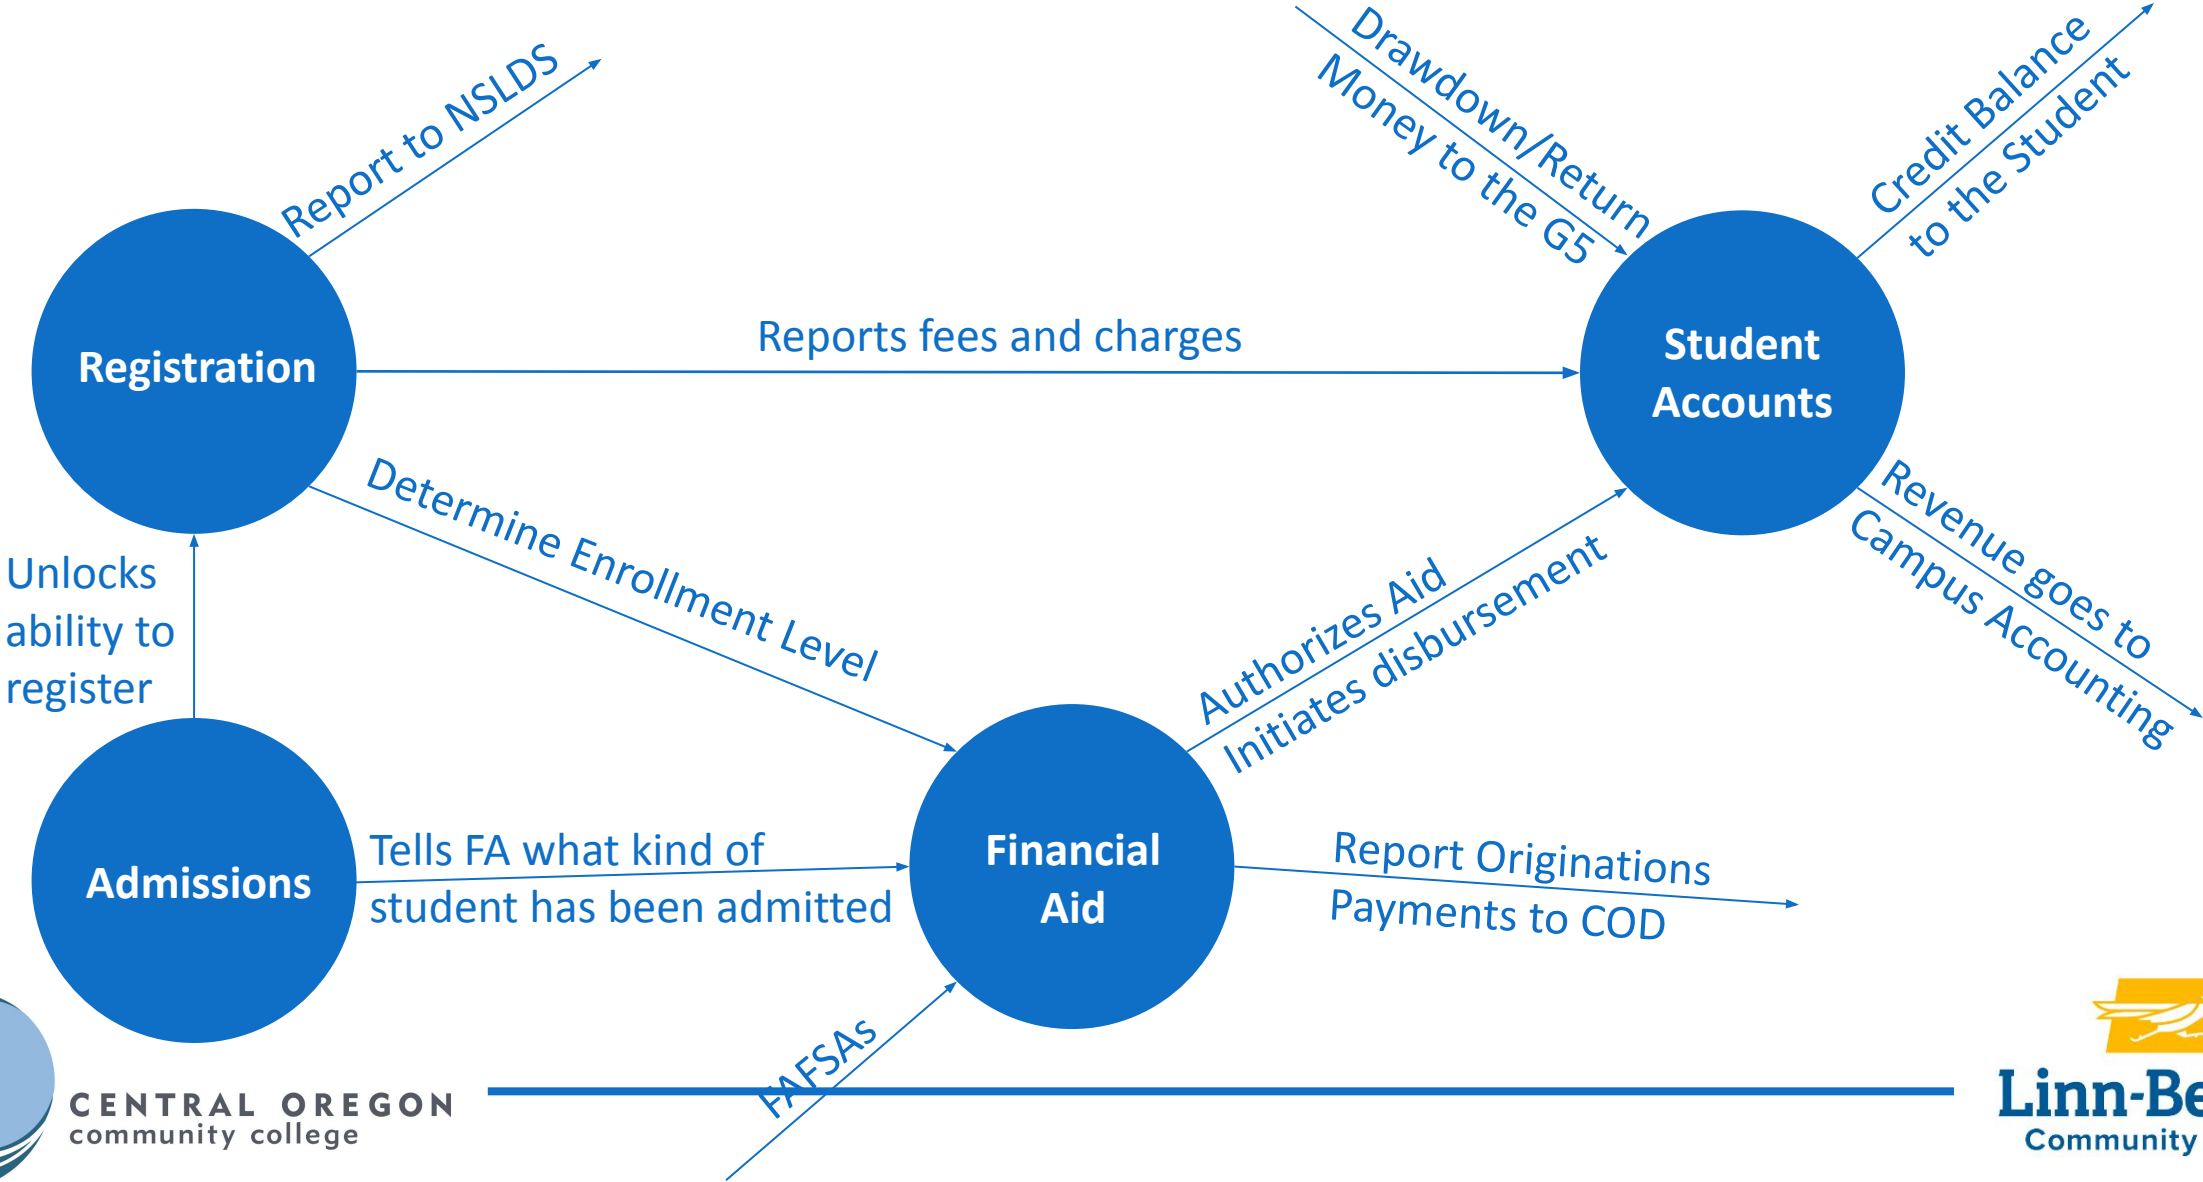 Report to NSLDS
Drawdown/Return
Money to the G5
Credit Balance
to the Student
Registration
Reports fees and charges
Student
Accounts
Determine Enrollment Level
Unlocks
ability to
register
Authorizes Aid
Initiates disbursement
Revenue goes to
Campus Accounting
Admissions
Tells FA what kind of
student has been admitted
Financial
Aid
Report Originations
Payments to COD
FAFSAs
CENTRAL OREGON
community college
Linn-Be
Community